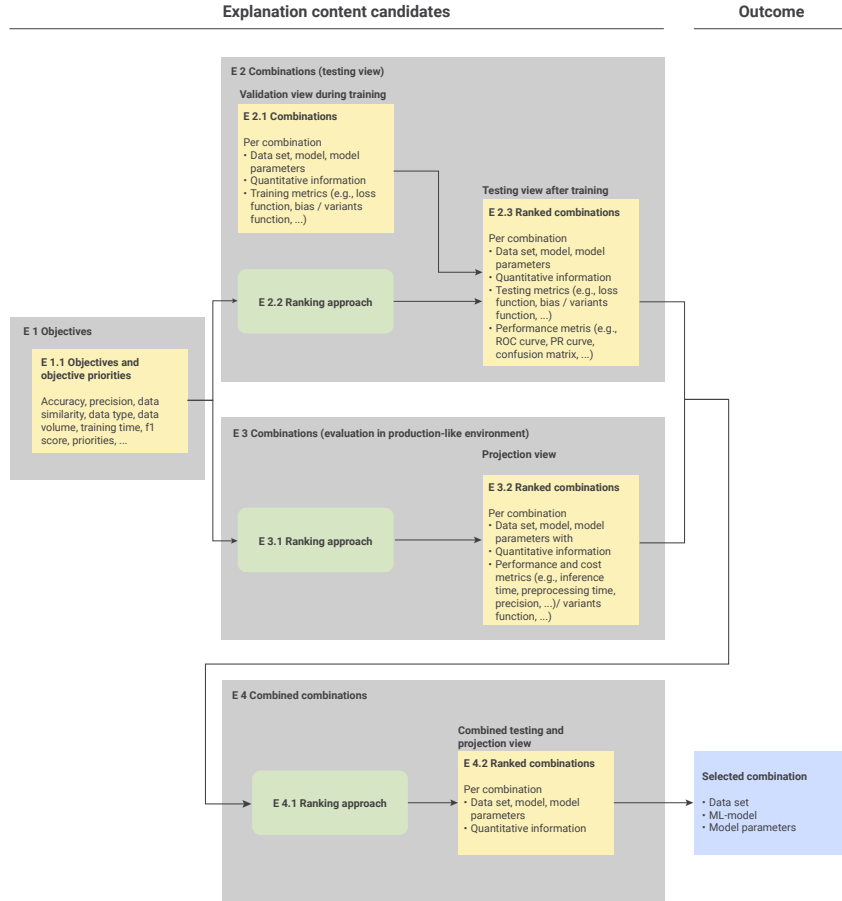 Explanation content candidates
Outcome
E 2 Combinations (testing view)
Validation view during training
E 2.1 Combinations
Per combination
• Data set, model, model
parameters
• Quantitative information
• Training metrics (e.g., loss
function, bias / variants
function, ...)
Testing view after training
E 2.3 Ranked combinations
Per combination
• Data set, model, model
parameters
• Quantitative information
• Testing metrics (e.g., loss
function, bias / variants
function, ...)
• Performance metris (e.g.,
ROC curve, PR curve,
confusion matrix, ...)
E 2.2 Ranking approach
E 1 Objectives
E 1.1 Objectives and
objective priorities
Accuracy, precision, data
similarity, data type, data
volume, training time, f1
score, priorities, ...
E 3 Combinations (evaluation in production-like environment)
Projection view
E 3.1 Ranking approach
E 3.2 Ranked combinations
Per combination
• Data set, model, model
parameters with
• Quantitative information
• Performance and cost
metrics (e.g., inference
time, preprocessing time,
precision, ...)/ variants
function, ...)
E 4 Combined combinations
Combined testing and
projection view
E 4.1 Ranking approach
E 4.2 Ranked combinations
Per combination
• Data set, model, model
parameters
• Quantitative information
Selected combination
• Data set
• ML-model
• Model parameters